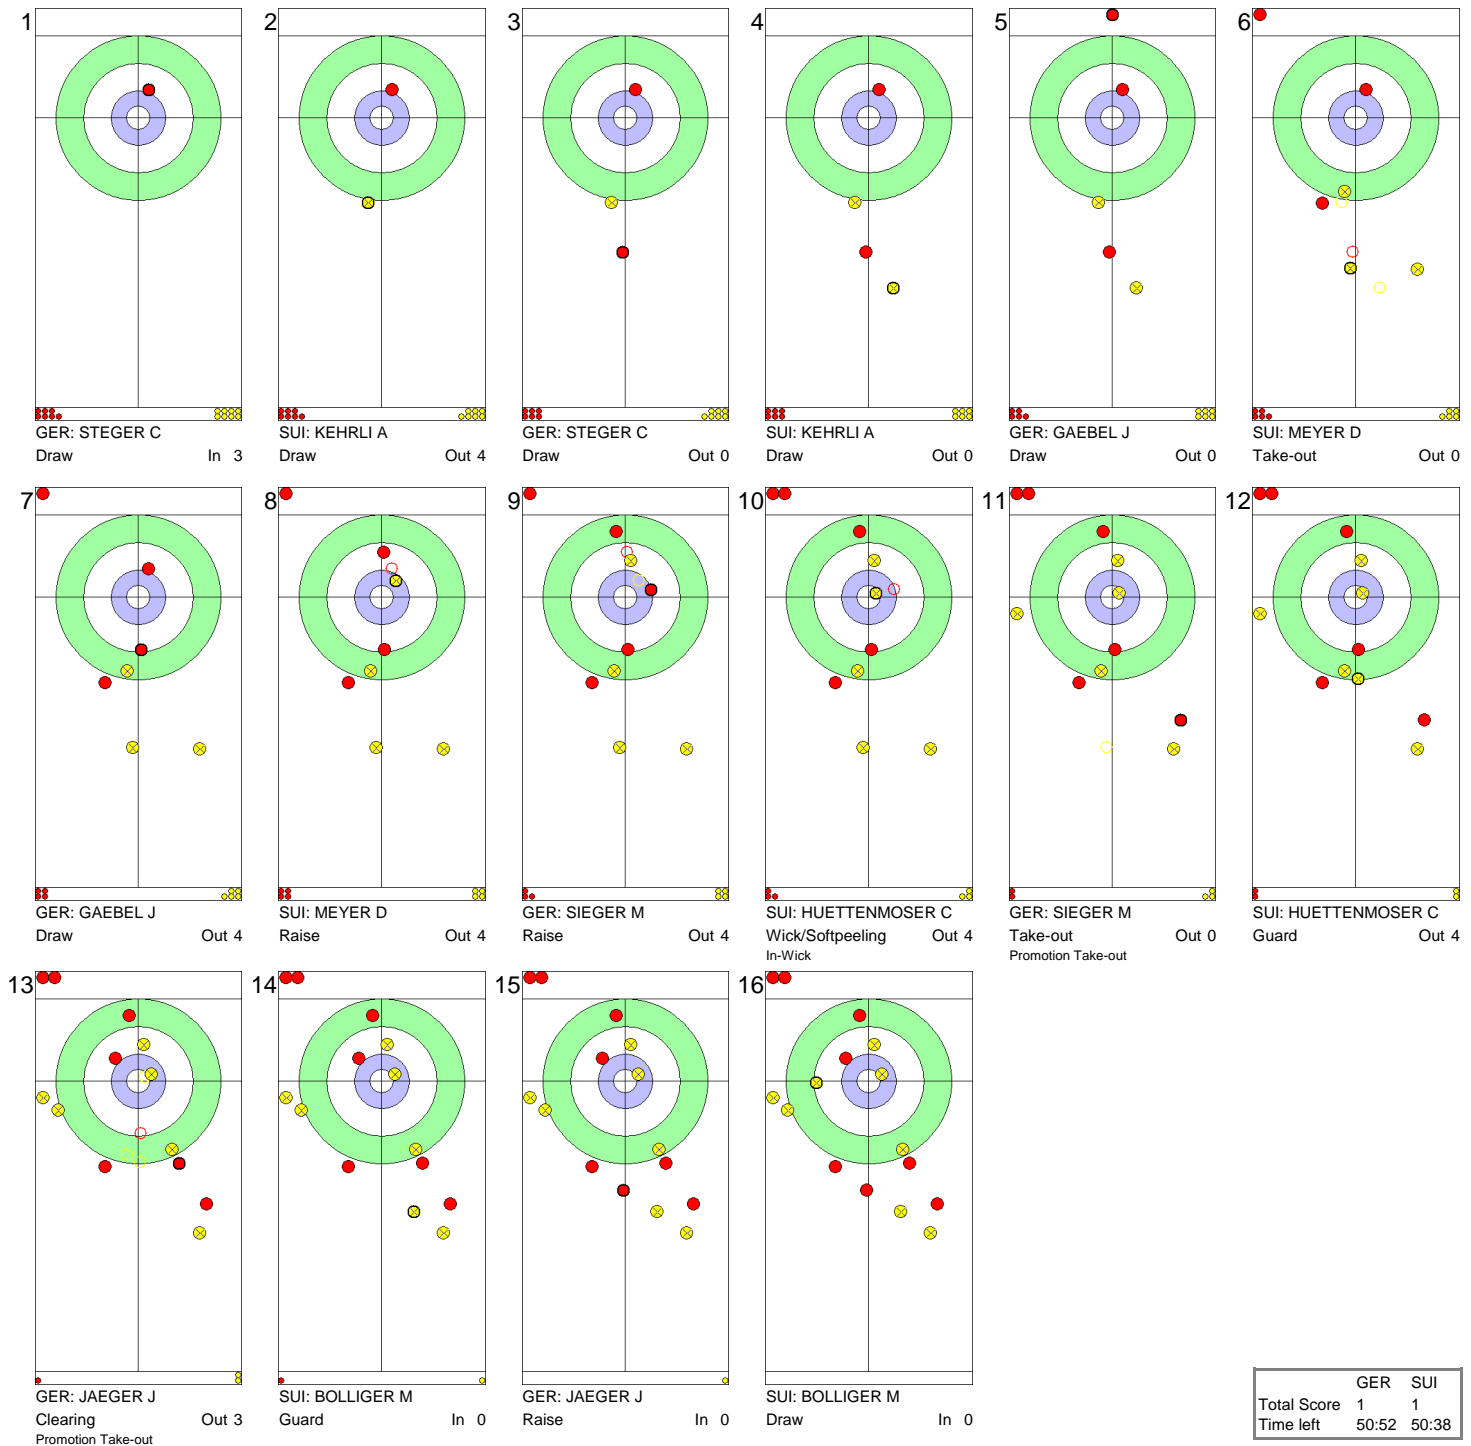 1
GER: STEGER C
Draw In 3
2
SUI: KEHRLI A
Draw Out 4
3
GER: STEGER C
Draw Out 0
4
SUI: KEHRLI A
Draw Out 0
5
GER: GAEBEL J
Draw Out 0
6
SUI: MEYER D
Take-out Out 0
7
GER: GAEBEL J
Draw Out 4
8
SUI: MEYER D
Raise Out 4
9
GER: SIEGER M
Raise Out 4
10
SUI: HUETTENMOSER C
Wick/Softpeeling Out 4
In-Wick
11
GER: SIEGER M
Take-out Out 0
Promotion Take-out
12
SUI: HUETTENMOSER C
Guard Out 4
13
GER: JAEGER J
Clearing Out 3
Promotion Take-out
14
SUI: BOLLIGER M
Guard In 0
15
GER: JAEGER J
Raise In 0
16
SUI: BOLLIGER M
Draw In 0
GER SUI
Total Score 1 1
Time left 50:52 50:38